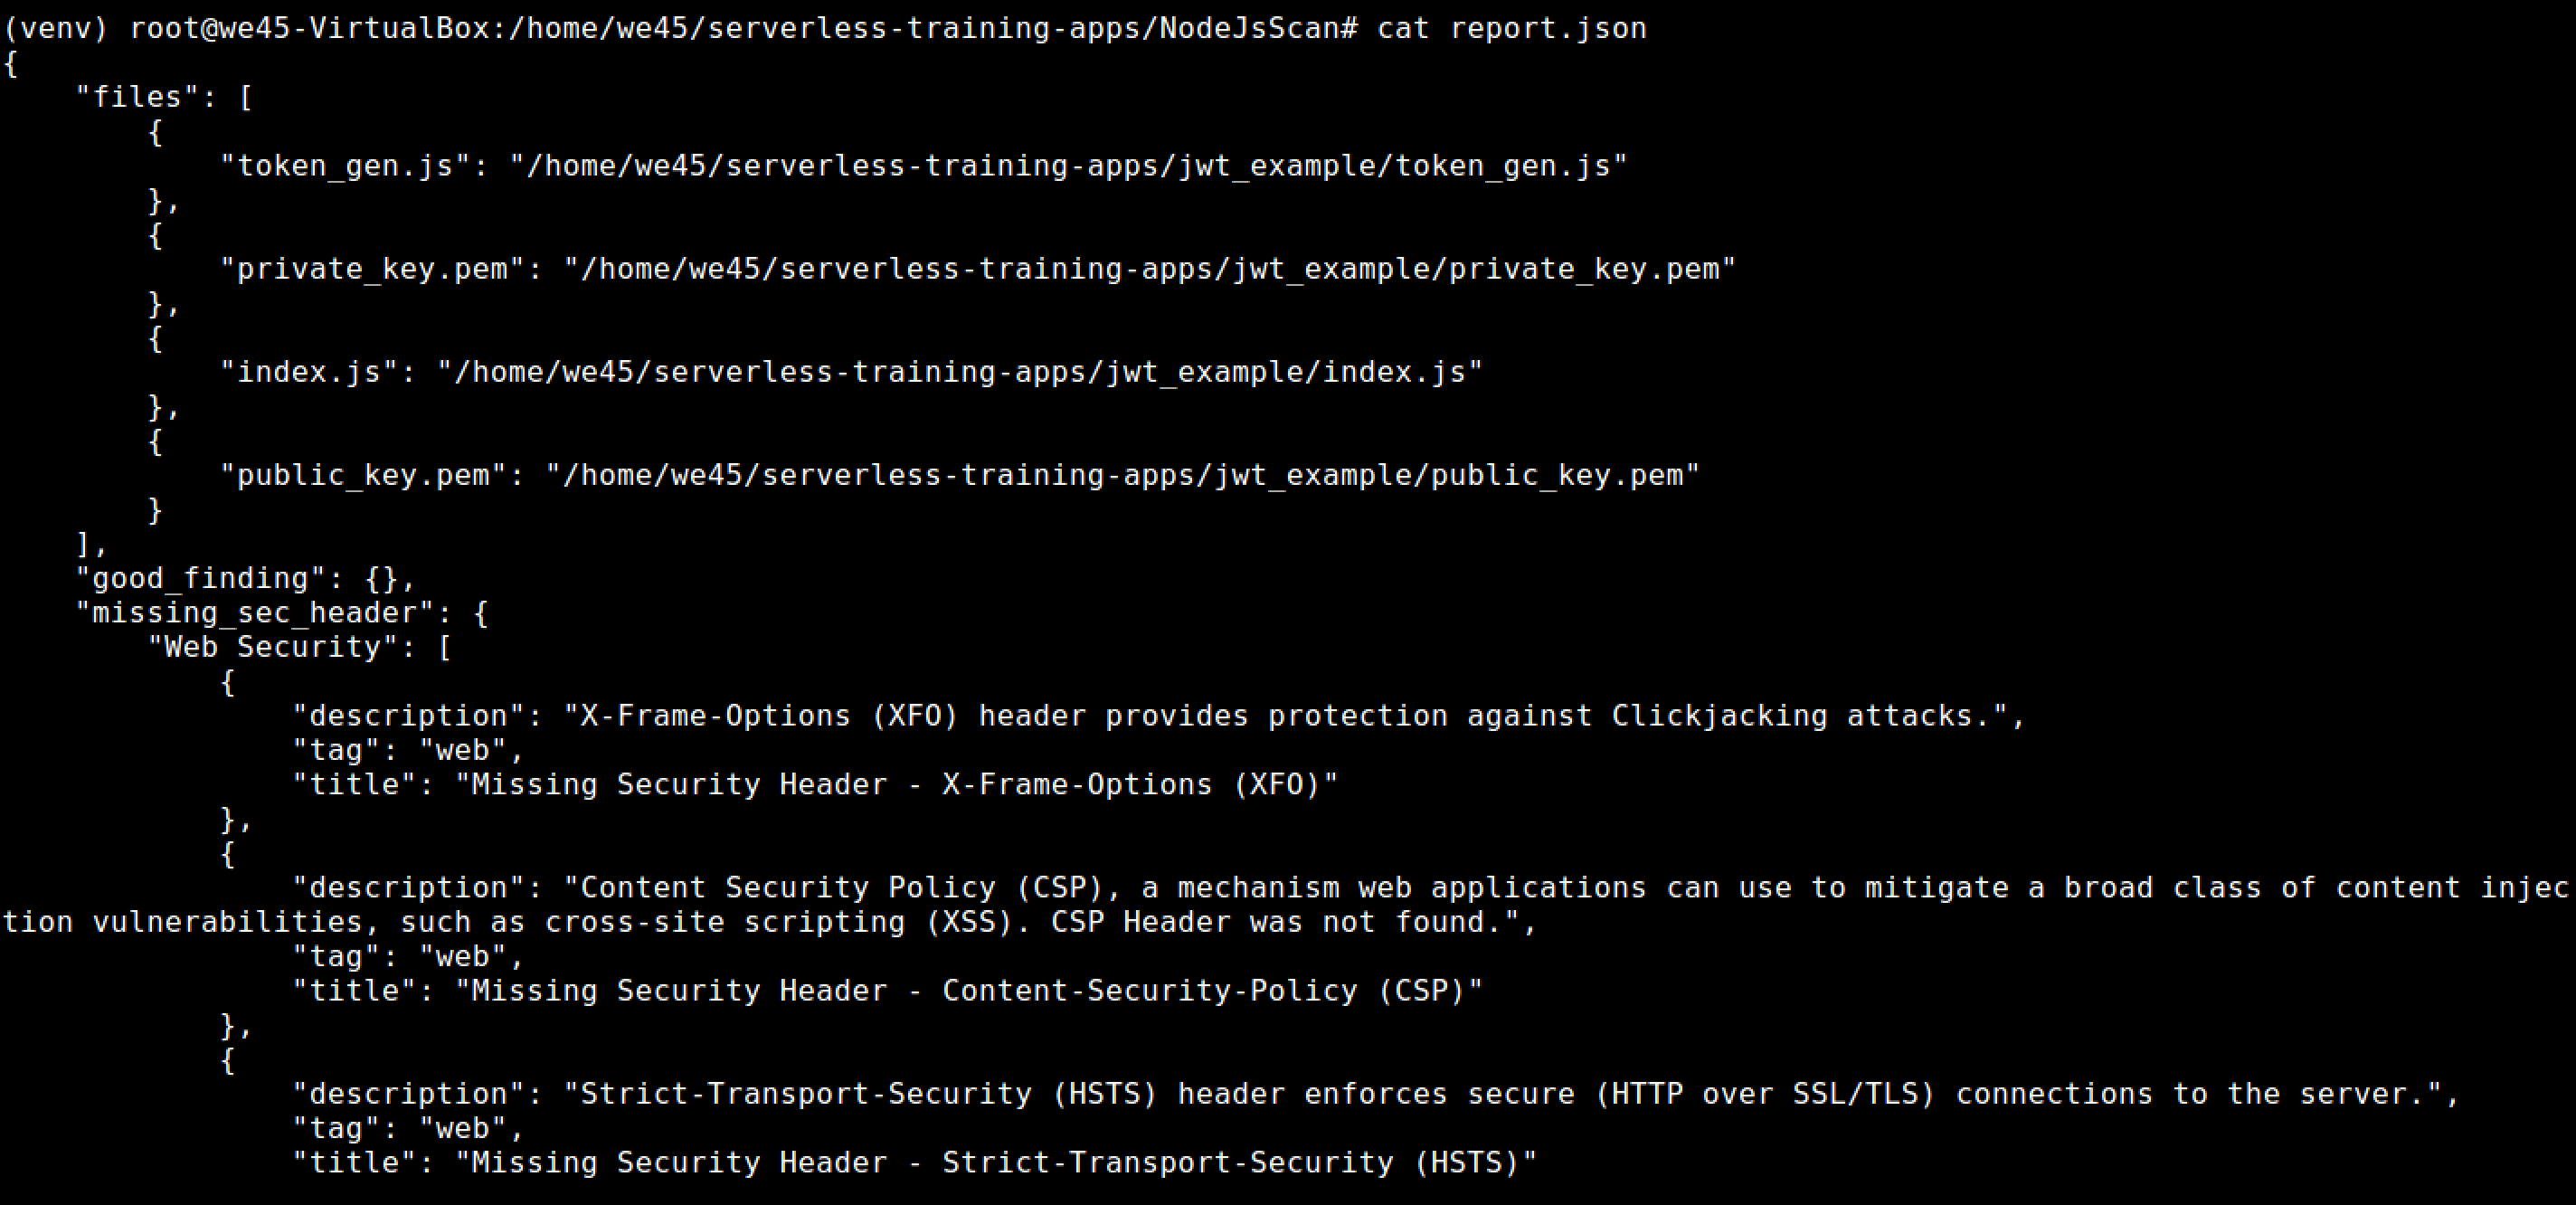 (venv) root@we45-VirtualBox:/home/we45/serverless-training-apps/NodeJsScan# cat report.json
{
    "files": [
        {
            "token_gen.js": "/home/we45/serverless-training-apps/jwt_example/token_gen.js"
        },
        {
            "private_key.pem": "/home/we45/serverless-training-apps/jwt_example/private_key.pem"
        },
        {
            "index.js": "/home/we45/serverless-training-apps/jwt_example/index.js"
        },
        {
            "public_key.pem": "/home/we45/serverless-training-apps/jwt_example/public_key.pem"
        }
    ],
    "good_finding": {},
    "missing_sec_header": {
        "Web Security": [
            {
                "description": "X-Frame-Options (XFO) header provides protection against Clickjacking attacks.",
                "tag": "web",
                "title": "Missing Security Header - X-Frame-Options (XFO)"
            },
            {
                "description": "Content Security Policy (CSP), a mechanism web applications can use to mitigate a broad class of content injec
tion vulnerabilities, such as cross-site scripting (XSS). CSP Header was not found.",
                "tag": "web",
                "title": "Missing Security Header - Content-Security-Policy (CSP)"
            },
            {
                "description": "Strict-Transport-Security (HSTS) header enforces secure (HTTP over SSL/TLS) connections to the server.",
                "tag": "web",
                "title": "Missing Security Header - Strict-Transport-Security (HSTS)"